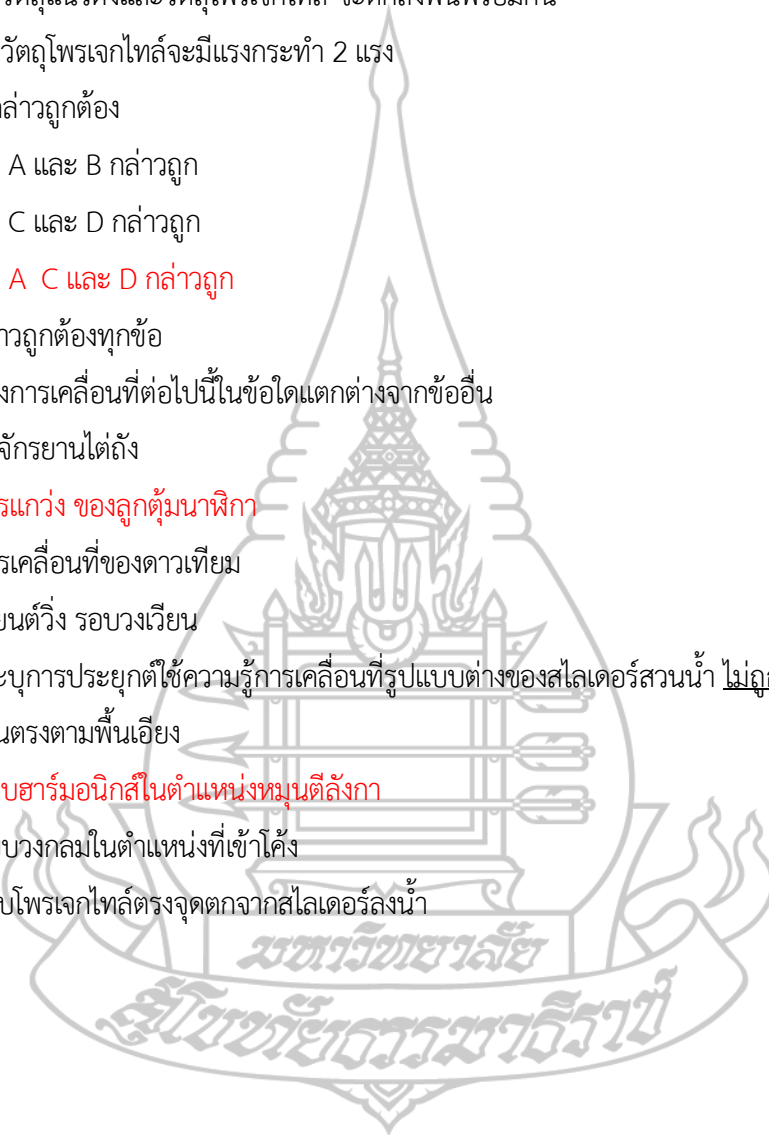 วัตถุโพรเจกไทล์จะมีแรงกระทำ 2 แรง
ล่าวถูกต้อง
A และ B กล่าวถูก
C และ D กล่าวถูก
A C และ D กล่าวถูก
าวถูกต้องทุกข้อ
งการเคลื่อนที่ต่อไปนี้ในข้อใดแตกต่างจากข้ออื่น
จักรยานไต่ถัง
รแกว่ง ของลูกตุ้มนาฬิกา
รเคลื่อนที่ของดาวเทียม
ยนต์วิ่ง รอบวงเวียน
ะบุการประยุกต์ใช้ความรู้การเคลื่อนที่รูปแบบต่างของสไลเดอร์สวนน้ำ ไม่ถูก
นตรงตามพื้นเอียง
บฮาร์มอนิกส์ในตำแหน่งหมุนตีลังกา
บวงกลมในตำแหน่งที่เข้าโค้ง
บโพรเจกไทล์ตรงจุดตกจากสไลเดอร์ลงน้ำ
มหาวิทยาลัย
สุโขทัยธรรมาธิราช